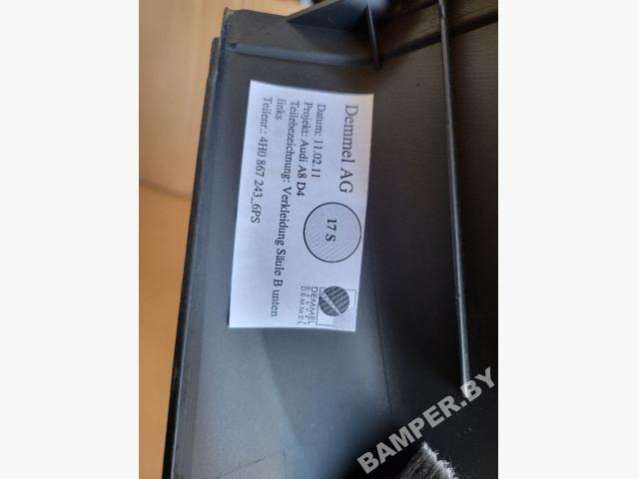 Demmel AG
Datum: 11.02.11
Projekt: Audi A8 D4
Teilebezeichnung: Verkleidung Säule B unten
links
Teilenr.: 4H0 867 243_6PS
17 S
DEMMEL
DEMMEL
BAMPER.BY